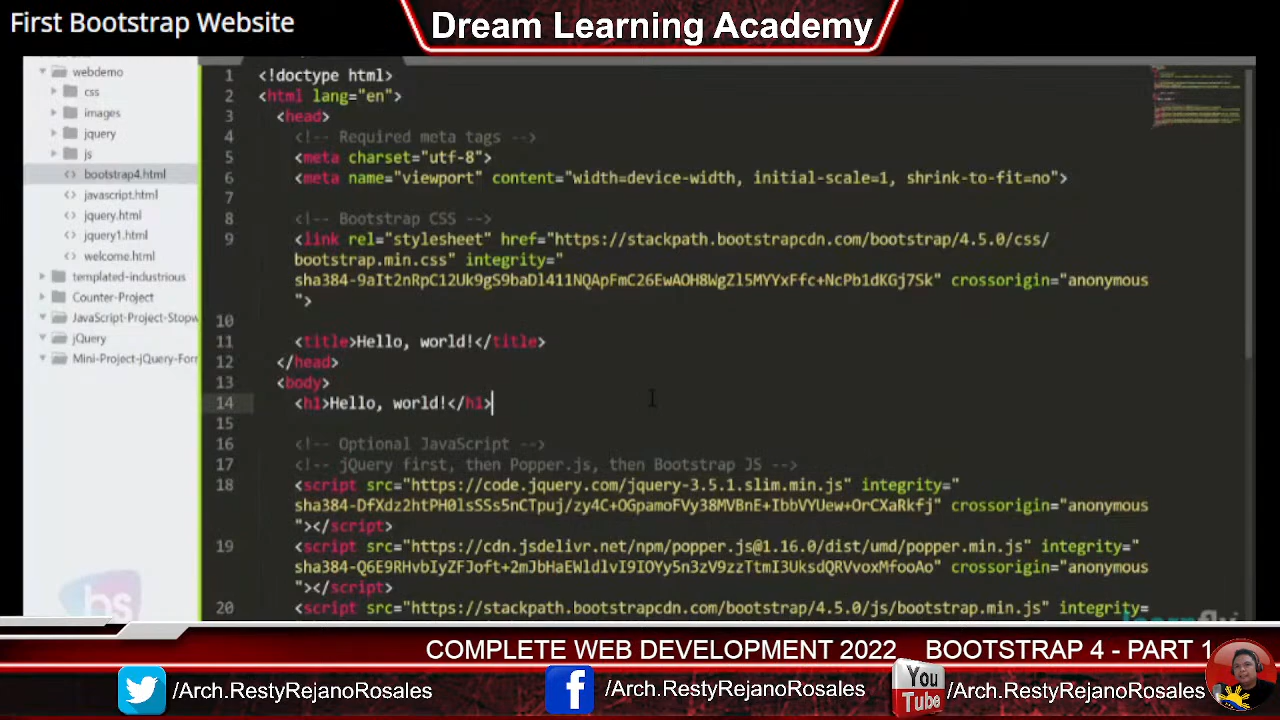 First Bootstrap Website
Dream Learning Academy
webdemo
css
images
jquery
js
bootstrap4.html
javascript.html
jquery.html
jquery1.html
welcome.html
templated-industrious
Counter-Project
JavaScript-Project-Stopw
jQuery
Mini-Project-jQuery-Forr
1 <!doctype html>
2 <html lang="en">
3 <head>
4 <!-- Required meta tags -->
5 <meta charset="utf-8">
6 <meta name="viewport" content="width=device-width, initial-scale=1, shrink-to-fit=no">
7
8 <!-- Bootstrap CSS -->
9 <link rel="stylesheet" href="https://stackpath.bootstrapcdn.com/bootstrap/4.5.0/css/
bootstrap.min.css" integrity="
sha384-9aIt2nRpC12Uk9gS9baDl411NQApFmC26EwAOH8WgZl5MYYxFfc+NcPb1dKGj7Sk" crossorigin="anonymous
">
10
11 <title>Hello, world!</title>
12 </head>
13 <body>
14 <h1>Hello, world!</h1>
15
16 <!-- Optional JavaScript -->
17 <!-- jQuery first, then Popper.js, then Bootstrap JS -->
18 <script src="https://code.jquery.com/jquery-3.5.1.slim.min.js" integrity="
sha384-DfXdz2htPH0lsSSs5nCTpuj/zy4C+OGpamoFVy38MVBnE+IbbVYUew+OrCXaRkfj" crossorigin="anonymous
"></script>
19 <script src="https://cdn.jsdelivr.net/npm/popper.js@1.16.0/dist/umd/popper.min.js" integrity="
sha384-Q6E9RHvbIyZFJoft+2mJbHaEWldlvI9IOYy5n3zV9zzTtmI3UksdQRVvoxMfooAo" crossorigin="anonymous
"></script>
20 <script src="https://stackpath.bootstrapcdn.com/bootstrap/4.5.0/js/bootstrap.min.js" integrity=
bs
COMPLETE WEB DEVELOPMENT 2022 BOOTSTRAP 4 - PART 1
/Arch.RestyRejanoRosales
/Arch.RestyRejanoRosales
You
Tube
/Arch.RestyRejanoRosales